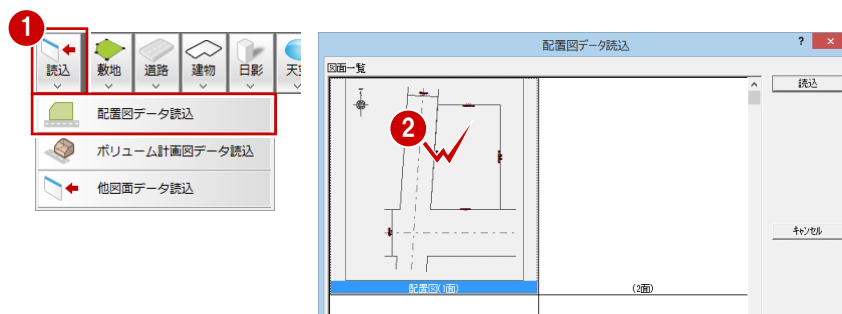 1
読込
敷地
道路
建物
日影
配置図データ読込
ボリューム計画図データ読込
他図面データ読込
配置図データ読込
? ×
図面一覧
読込
2
キャンセル
配置図(1面)
(2面)